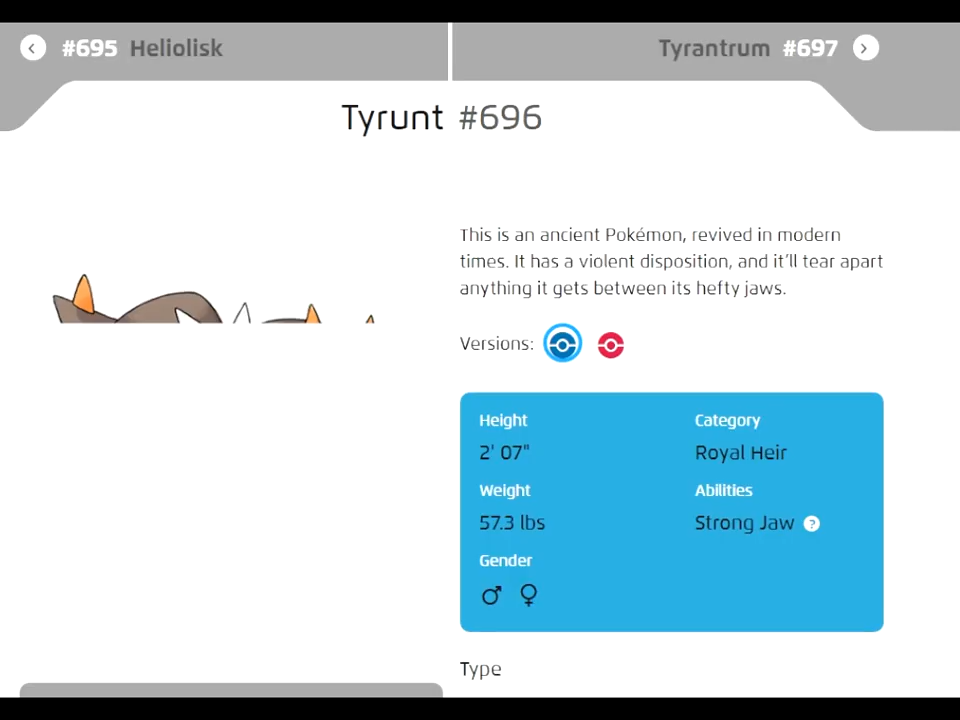 #695 Heliolisk
Tyrantrum #697
Tyrunt #696
This is an ancient Pokémon, revived in modern
times. It has a violent disposition, and it'll tear apart
anything it gets between its hefty jaws.
Versions:
Height
2' 07"
Weight
57.3 lbs
Gender
♂ ♀
Category
Royal Heir
Abilities
Strong Jaw ?
Type